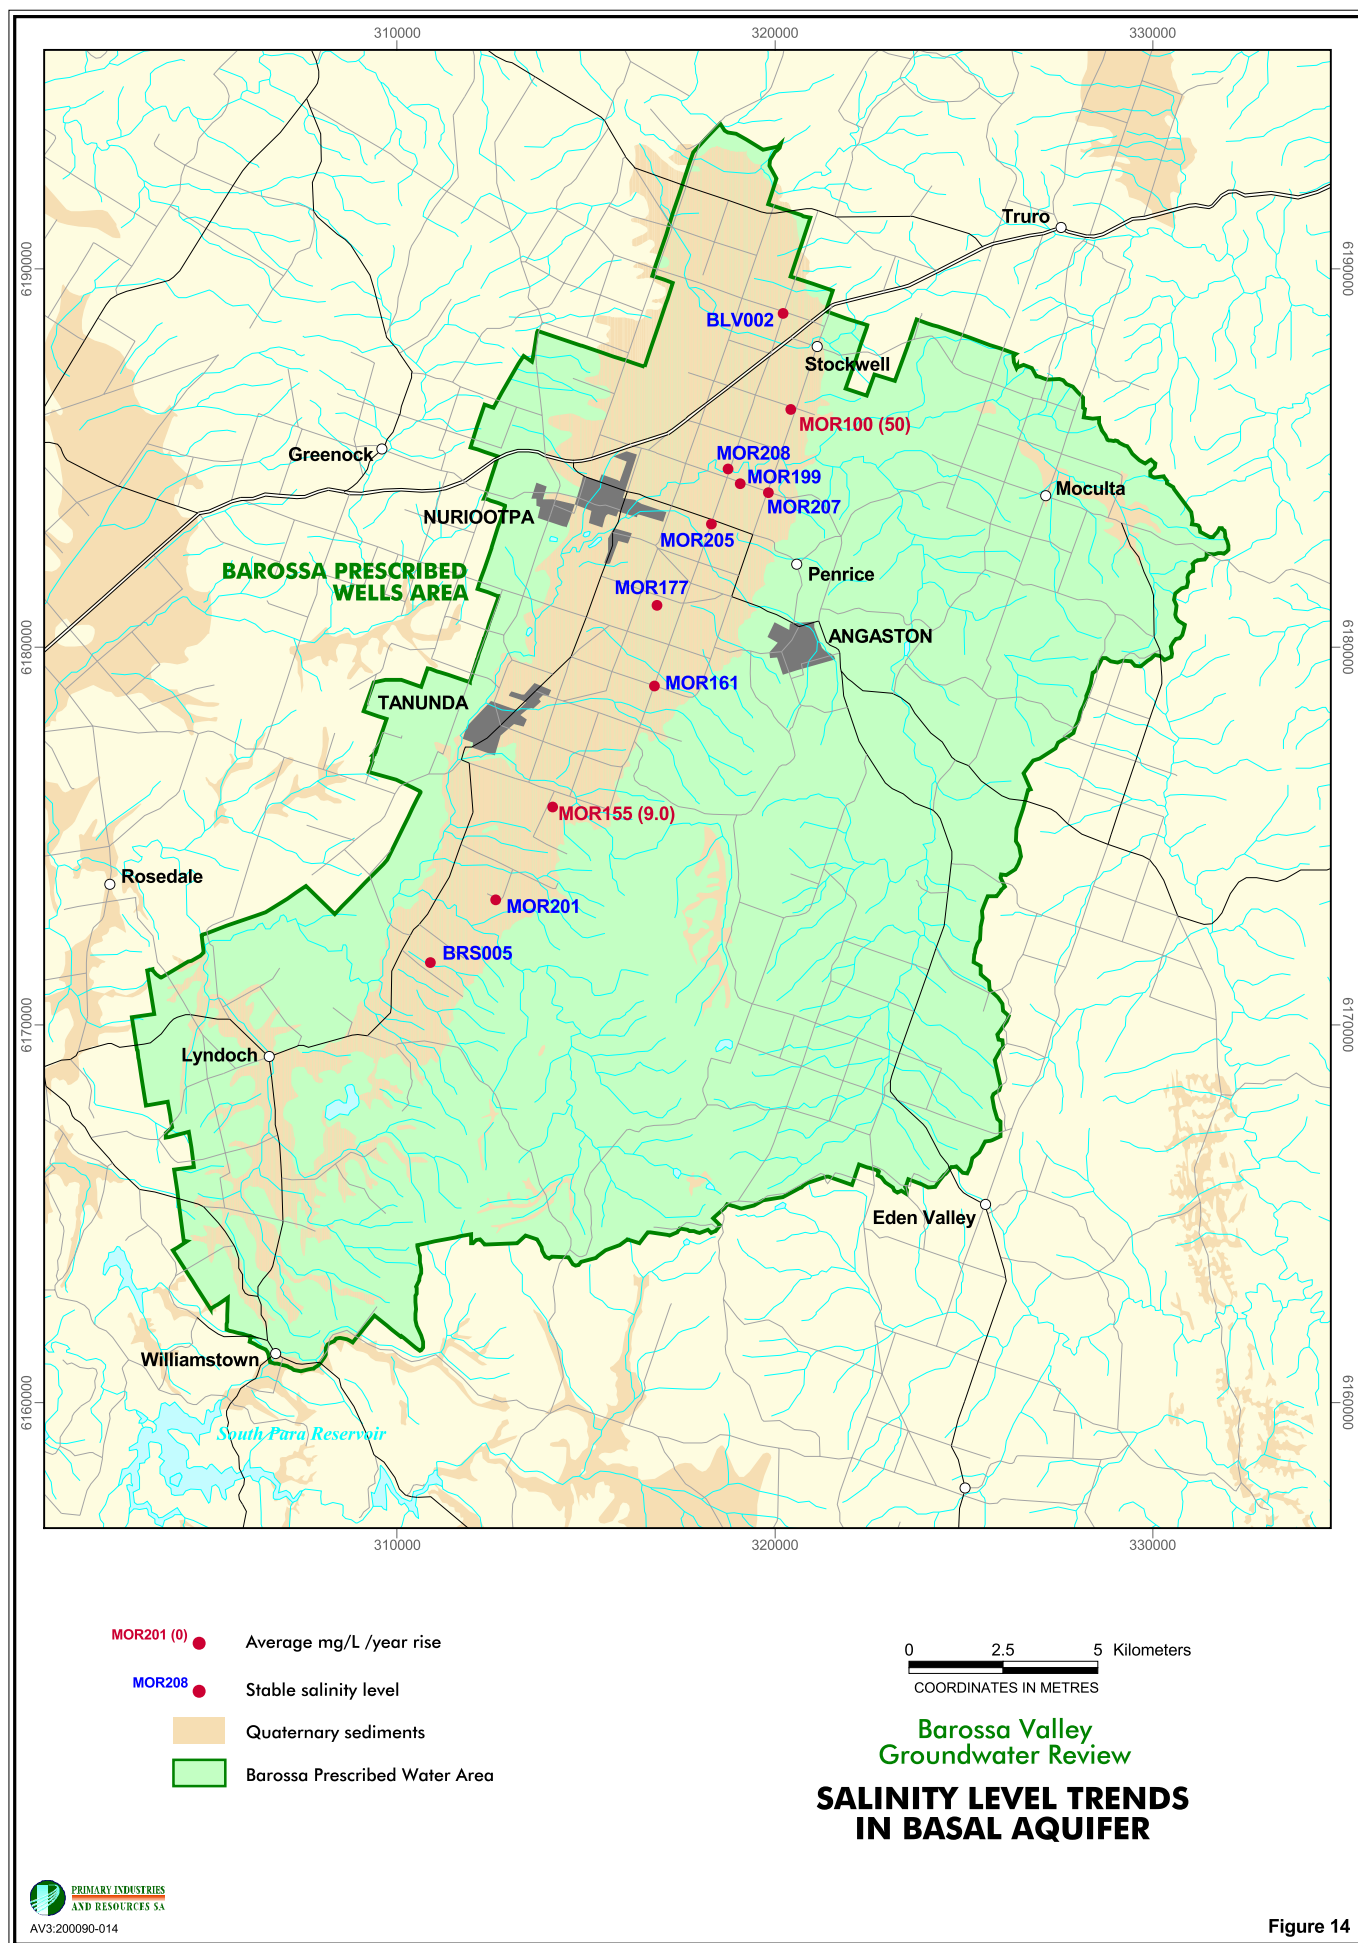 310000
320000
330000
6190000
6190000
Truro
BLV002
Stockwell
MOR100 (50)
Greenock
MOR208
MOR199
Moculta
MOR207
NURIOOTPA
MOR205
BAROSSA PRESCRIBED
WELLS AREA
Penrice
MOR177
ANGASTON
6180000
6180000
MOR161
TANUNDA
MOR155 (9.0)
Rosedale
MOR201
BRS005
6170000
6170000
Lyndoch
Eden Valley
Williamstown
6160000
6160000
South Para Reservoir
310000
320000
330000
MOR201 (0)
Average mg/L /year rise
MOR208
Stable salinity level
Quaternary sediments
Barossa Prescribed Water Area
0 2.5 5 Kilometers
COORDINATES IN METRES
Barossa Valley
Groundwater Review
SALINITY LEVEL TRENDS
IN BASAL AQUIFER
PRIMARY INDUSTRIES
AND RESOURCES SA
AV3:200090-014
Figure 14